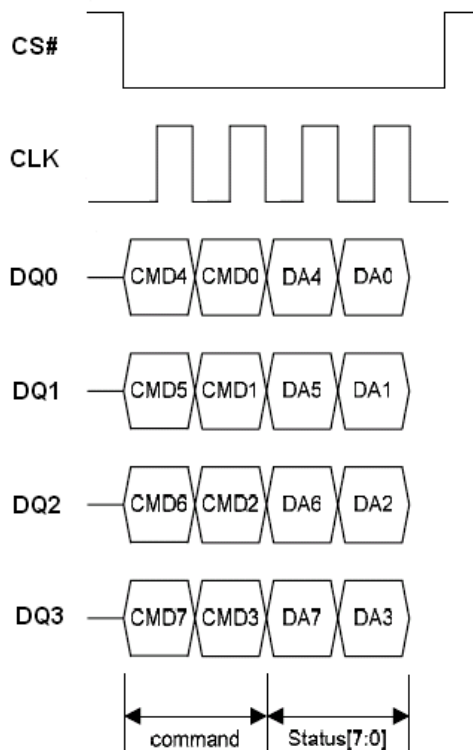 CS#
CLK
DQ0 CMD4 CMD0 DA4 DA0
DQ1 CMD5 CMD1 DA5 DA1
DQ2 CMD6 CMD2 DA6 DA2
DQ3 CMD7 CMD3 DA7 DA3
command Status[7:0]